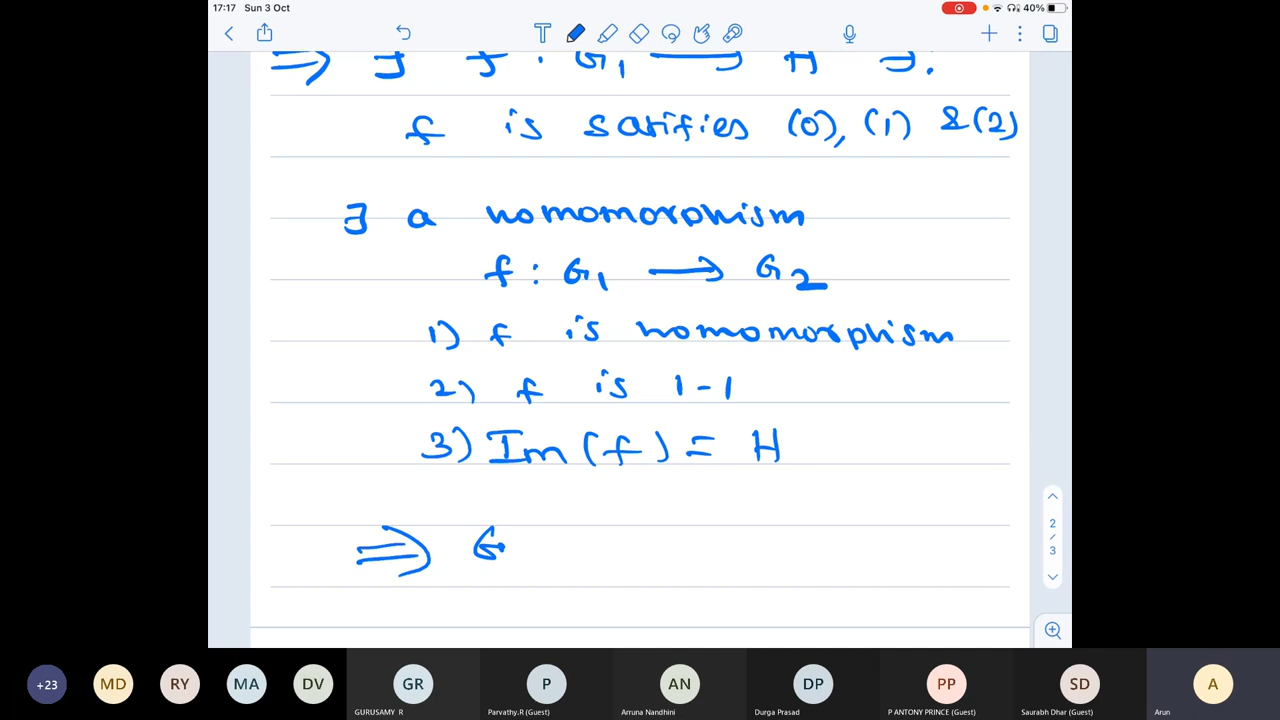 17:17 Sun 3 Oct 40%
⇒ ∃ f : G1 → H ∋.
f is satifies (0), (1) & (2)
∃ a homomorphism
f : G1 → G2
1) f is homomorphism
2) f is 1-1
3) Im (f) = H
⇒ G
2
/
3
+23 MD RY MA DV GR P AN DP PP SD A
GURUSAMY R Parvathy.R (Guest) Arruna Nandhini Durga Prasad P ANTONY PRINCE (Guest) Saurabh Dhar (Guest) Arun